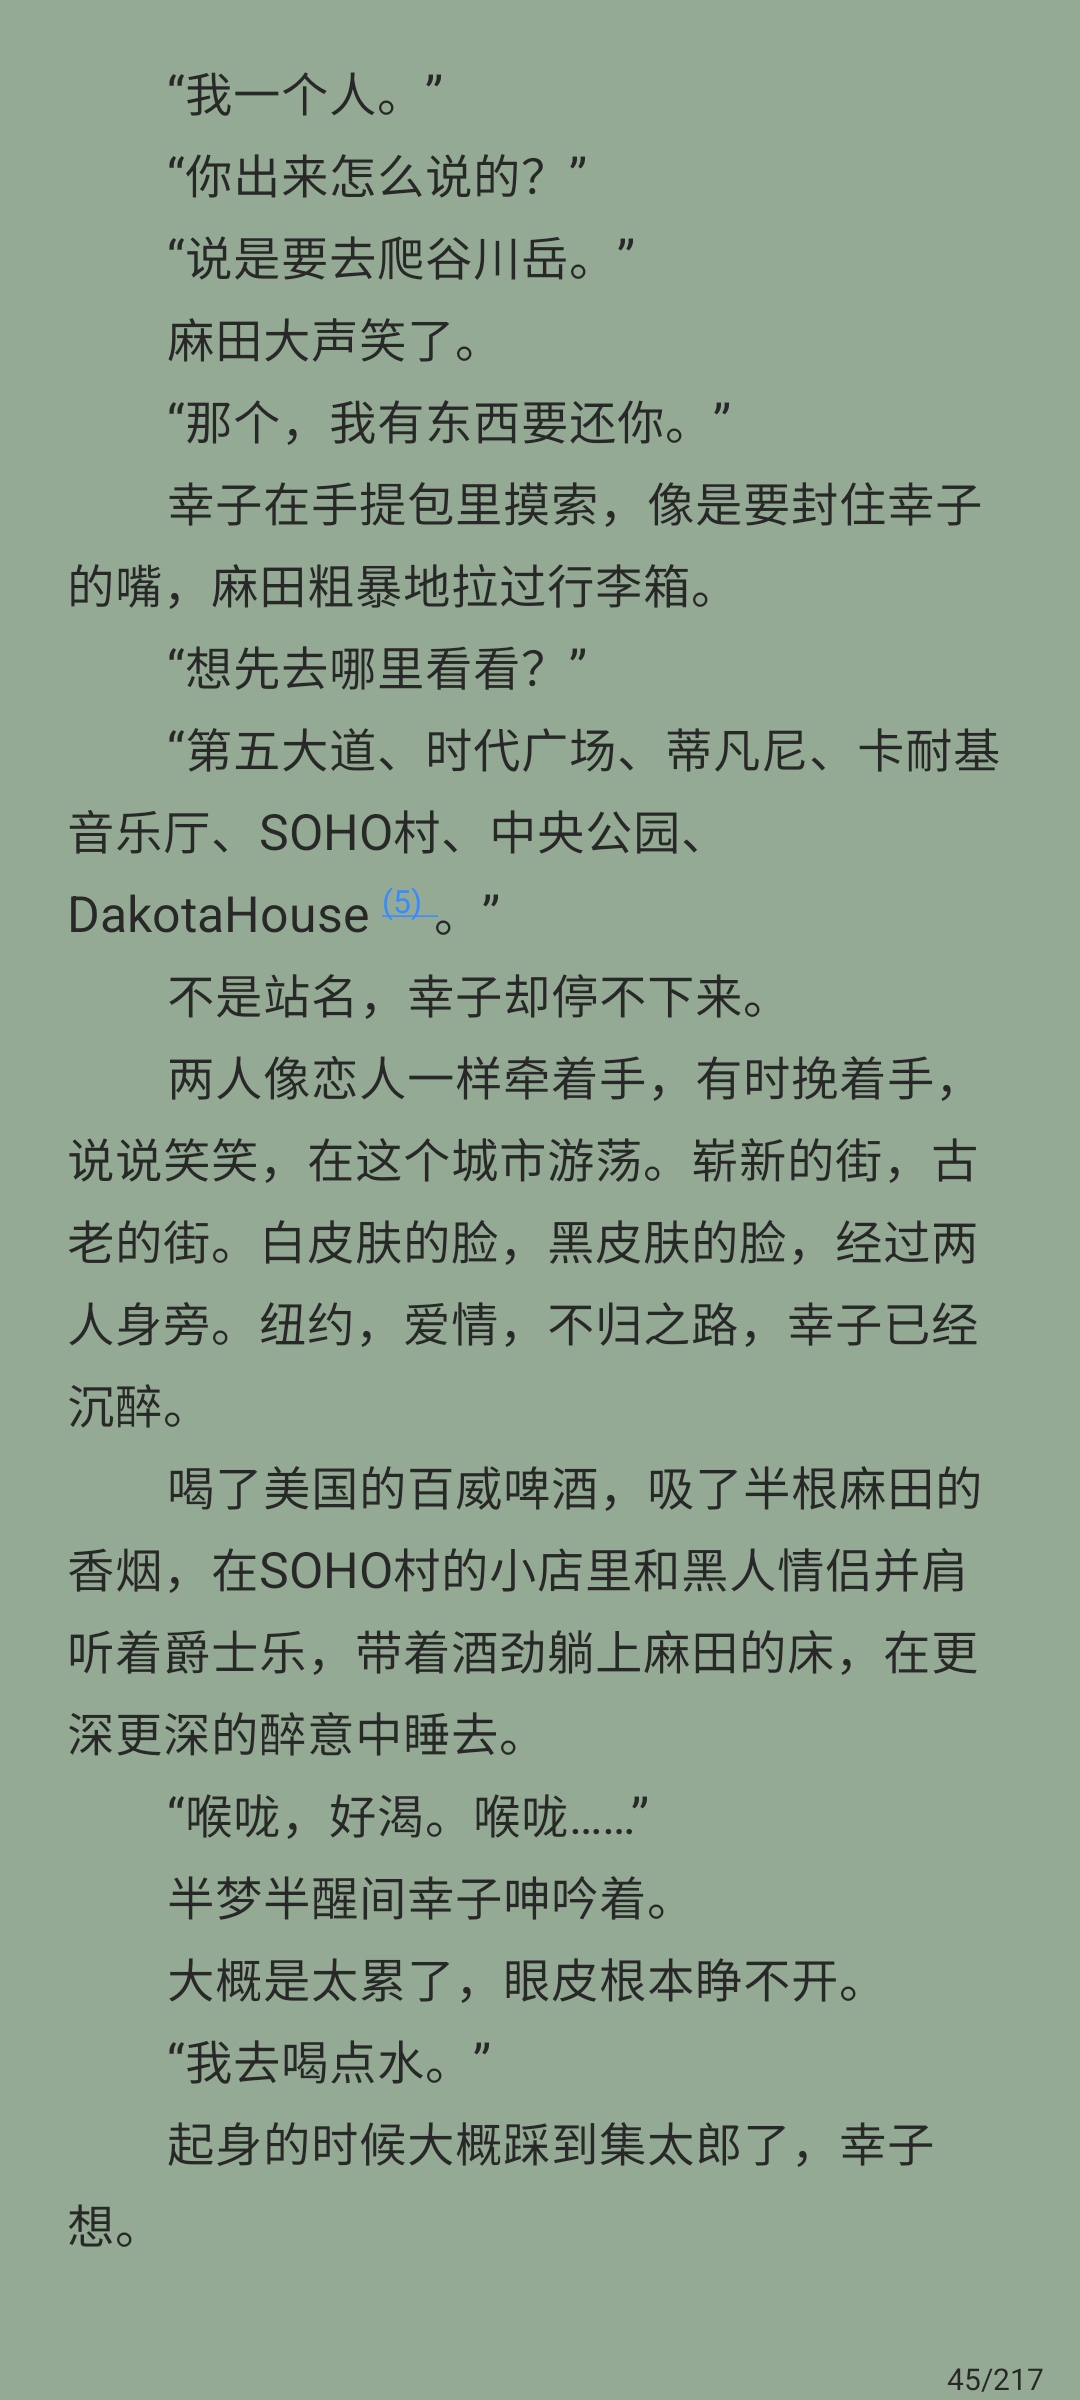 “我一个人。”
“你出来怎么说的？”
“说是要去爬谷川岳。”
麻田大声笑了。
“那个，我有东西要还你。”
幸子在手提包里摸索，像是要封住幸子
的嘴，麻田粗暴地拉过行李箱。
“想先去哪里看看？”
“第五大道、时代广场、蒂凡尼、卡耐基
音乐厅、SOHO村、中央公园、
DakotaHouse (5) 。”
不是站名，幸子却停不下来。
两人像恋人一样牵着手，有时挽着手，
说说笑笑，在这个城市游荡。崭新的街，古
老的街。白皮肤的脸，黑皮肤的脸，经过两
人身旁。纽约，爱情，不归之路，幸子已经
沉醉。
喝了美国的百威啤酒，吸了半根麻田的
香烟，在SOHO村的小店里和黑人情侣并肩
听着爵士乐，带着酒劲躺上麻田的床，在更
深更深的醉意中睡去。
“喉咙，好渴。喉咙……”
半梦半醒间幸子呻吟着。
大概是太累了，眼皮根本睁不开。
“我去喝点水。”
起身的时候大概踩到集太郎了，幸子
想。
45/217